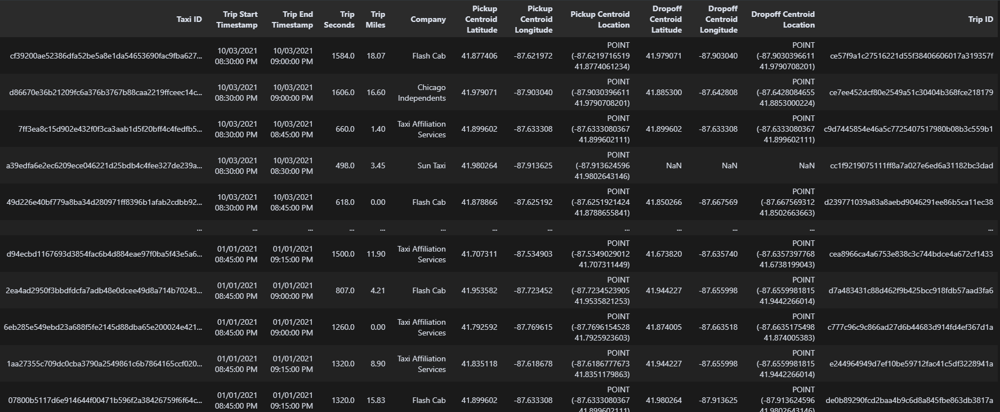 Taxi ID Trip Start Timestamp Trip End Timestamp Trip Seconds Trip Miles Company Pickup Centroid Latitude Pickup Centroid Longitude Pickup Centroid Location Dropoff Centroid Latitude Dropoff Centroid Longitude Dropoff Centroid Location Trip ID
cf39200ae52386dfa52be5a8e1da54653690fac9fba627... 10/03/2021 08:30:00 PM 10/03/2021 09:00:00 PM 1584.0 18.07 Flash Cab 41.877406 -87.621972 POINT (-87.6219716519 41.8774061234) 41.979071 -87.903040 POINT (-87.9030396611 41.9790708201) ce57f9a1c27516221d55f38406606017a319357f
d86670e36b21209fc6a376b3767b88caa2219ffceec14c... 10/03/2021 08:30:00 PM 10/03/2021 09:00:00 PM 1606.0 16.60 Chicago Independents 41.979071 -87.903040 POINT (-87.9030396611 41.9790708201) 41.885300 -87.642808 POINT (-87.6428084655 41.8853000224) ce7ee452dcf80e2549a51c30404b368fce218179
7ff3ea8c15d902e432f0f3ca3aab1d5f20bff4c4fedfb5... 10/03/2021 08:30:00 PM 10/03/2021 08:45:00 PM 660.0 1.40 Taxi Affiliation Services 41.899602 -87.633308 POINT (-87.6333080367 41.899602111) 41.899602 -87.633308 POINT (-87.6333080367 41.899602111) c9d7445854e46a5c7725407517980b08b3c559b1
a39edfa6e2ec6209ece046221d25bdb4c4fee327de239a... 10/03/2021 08:30:00 PM 10/03/2021 08:30:00 PM 498.0 3.45 Sun Taxi 41.980264 -87.913625 POINT (-87.913624596 41.9802643146) NaN NaN NaN cc1f9219075111ff8a7a027e6ed6a31182bc3dad
49d226e40bf779a8ba34d280971ff8396b1afab2cdbb92... 10/03/2021 08:30:00 PM 10/03/2021 08:45:00 PM 618.0 0.00 Flash Cab 41.878866 -87.625192 POINT (-87.6251921424 41.8788655841) 41.850266 -87.667569 POINT (-87.667569312 41.8502663663) d239771039a83a8aebd9046291ee86b5ca11ec38
... ... ... ... ... ... ... ... ... ... ... ... ...
d94ecbd1167693d3854fac6b4d884eae97f0ba5f43e5a6... 01/01/2021 08:45:00 PM 01/01/2021 09:15:00 PM 1500.0 11.90 Taxi Affiliation Services 41.707311 -87.534903 POINT (-87.5349029012 41.707311449) 41.673820 -87.635740 POINT (-87.6357397768 41.6738199043) cea8966ca4a6753e838c3c744bdce4a672cf1433
2ea4ad2950f3bbdfdcfa7adb48e0dcee49d8a714b70243... 01/01/2021 08:45:00 PM 01/01/2021 09:00:00 PM 807.0 4.21 Flash Cab 41.953582 -87.723452 POINT (-87.7234523905 41.9535821253) 41.944227 -87.655998 POINT (-87.6559981815 41.9442266014) d7a483431c88d462f9b425bcc918fdb57aad3fa6
6eb285e549ebd23a688f5fe2145d88dba65e200024e421... 01/01/2021 08:45:00 PM 01/01/2021 09:00:00 PM 1260.0 0.00 Taxi Affiliation Services 41.792592 -87.769615 POINT (-87.7696154528 41.7925923603) 41.874005 -87.663518 POINT (-87.6635175498 41.874005383) c777c96c9c866ad27d6b44683d914fd4ef367d1a
1aa27355c709dc0cba3790a2549861c6b7864165ccf020... 01/01/2021 08:45:00 PM 01/01/2021 09:15:00 PM 1320.0 8.90 Taxi Affiliation Services 41.835118 -87.618678 POINT (-87.6186777673 41.8351179863) 41.944227 -87.655998 POINT (-87.6559981815 41.9442266014) e244964949d7ef10be59712fac41c5df3228941a
07800b5117d6e914644f00471b596f2a38426759f6f64c... 01/01/2021 08:45:00 PM 01/01/2021 09:15:00 PM 1320.0 15.83 Flash Cab 41.899602 -87.633308 POINT (-87.6333080367 41.899602111) 41.980264 -87.913625 POINT (-87.913624596 41.9802643146) de0b89290fcd2baa4b9c6d8a845fbe863db3817a